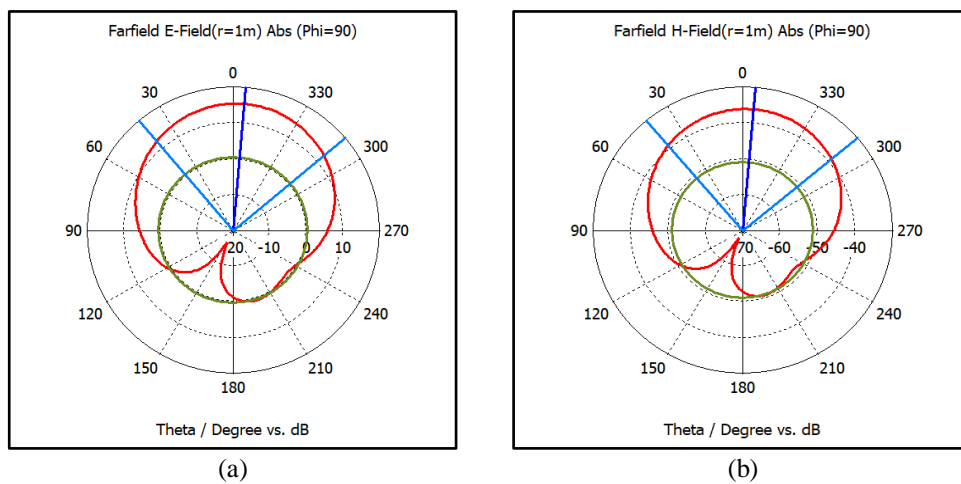 Farfield E-Field(r=1m) Abs (Phi=90)
0
30 330
60 300
90 -20 -10 0 10 270
120 240
150 210
180
Theta / Degree vs. dB
(a)
Farfield H-Field(r=1m) Abs (Phi=90)
0
30 330
60 300
90 -70 -60 -50 -40 270
120 240
150 210
180
Theta / Degree vs. dB
(b)